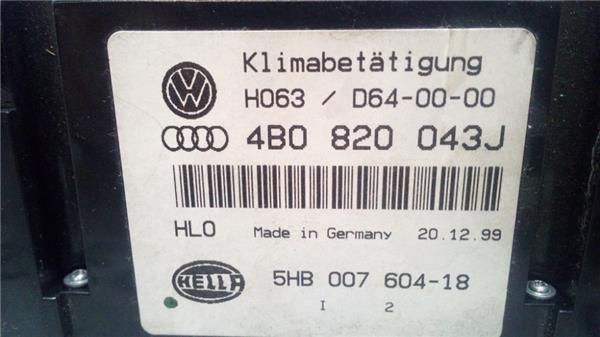 Klimabetätigung
H063 / D64-00-00
4B0 820 043J
HL0 Made in Germany 20.12.99
HELLA 5HB 007 604-18
I 2